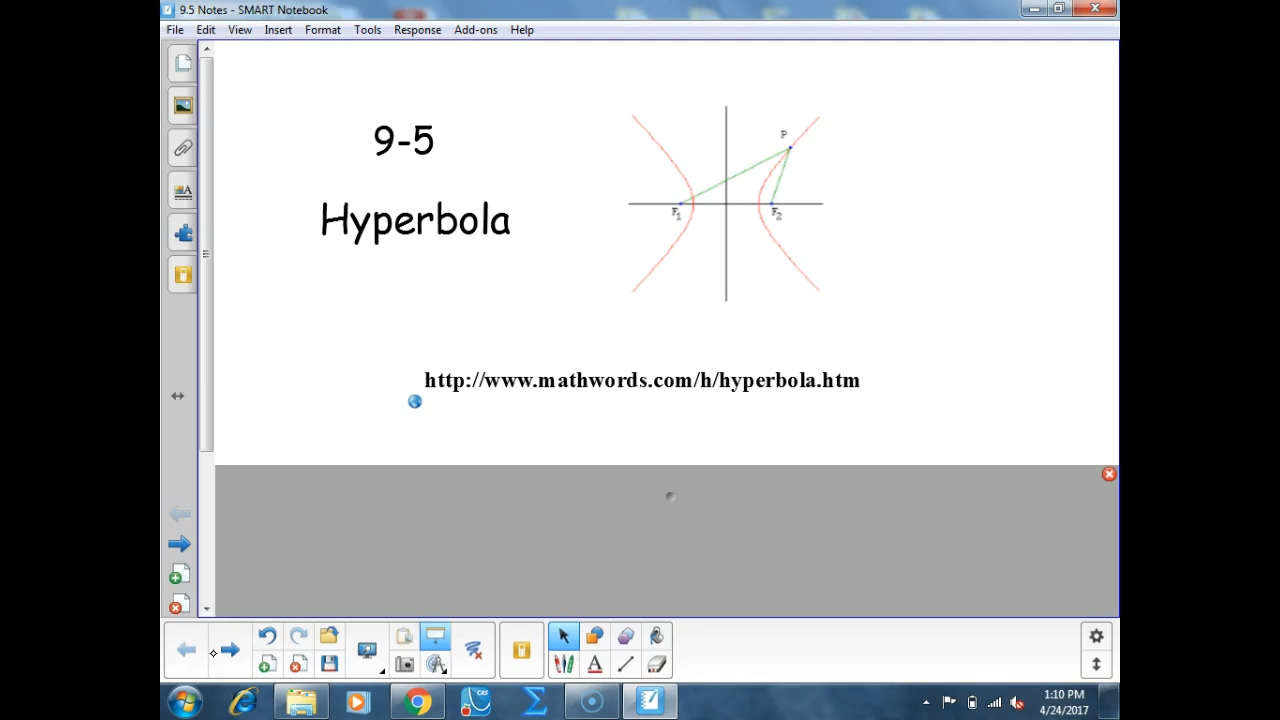 9.5 Notes - SMART Notebook
File Edit View Insert Format Tools Response Add-ons Help
9-5
Hyperbola
P
F1 F2
http://www.mathwords.com/h/hyperbola.htm
A
A
CAS
1:10 PM
4/24/2017